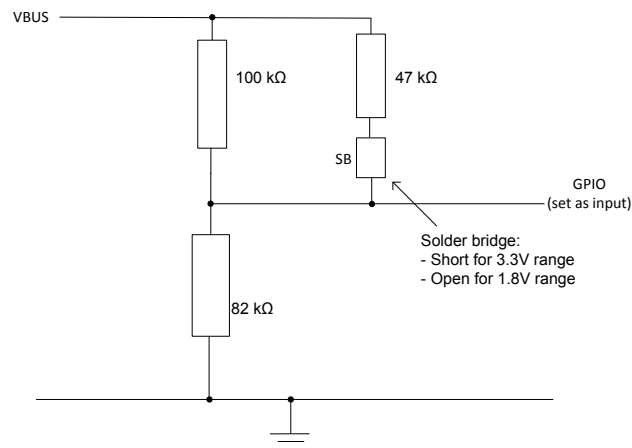 VBUS
100 kΩ
47 kΩ
SB
GPIO
(set as input)
Solder bridge:
- Short for 3.3V range
- Open for 1.8V range
82 kΩ